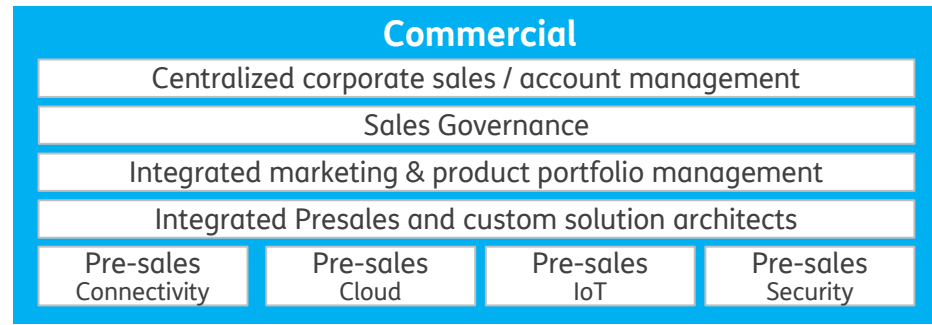 Commercial
Centralized corporate sales / account management
Sales Governance
Integrated marketing & product portfolio management
Integrated Presales and custom solution architects
Pre-sales
Connectivity
Pre-sales
Cloud
Pre-sales
IoT
Pre-sales
Security